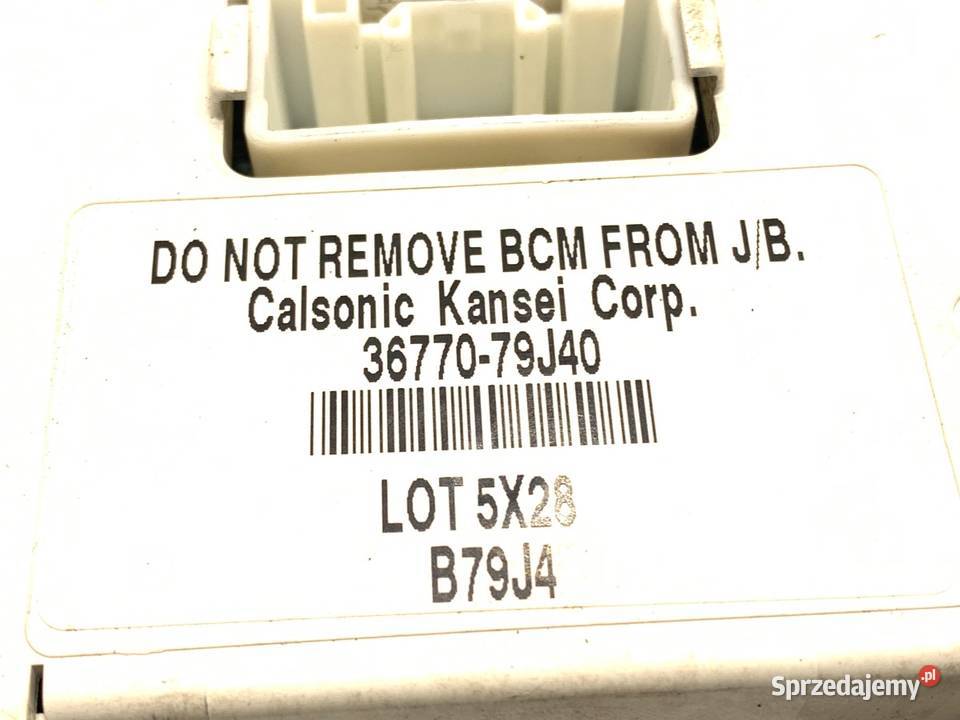 DO NOT REMOVE BCM FROM J/B.
Calsonic Kansei Corp.
36770-79J40
LOT 5X28
B79J4
Sprzedajemy.pl